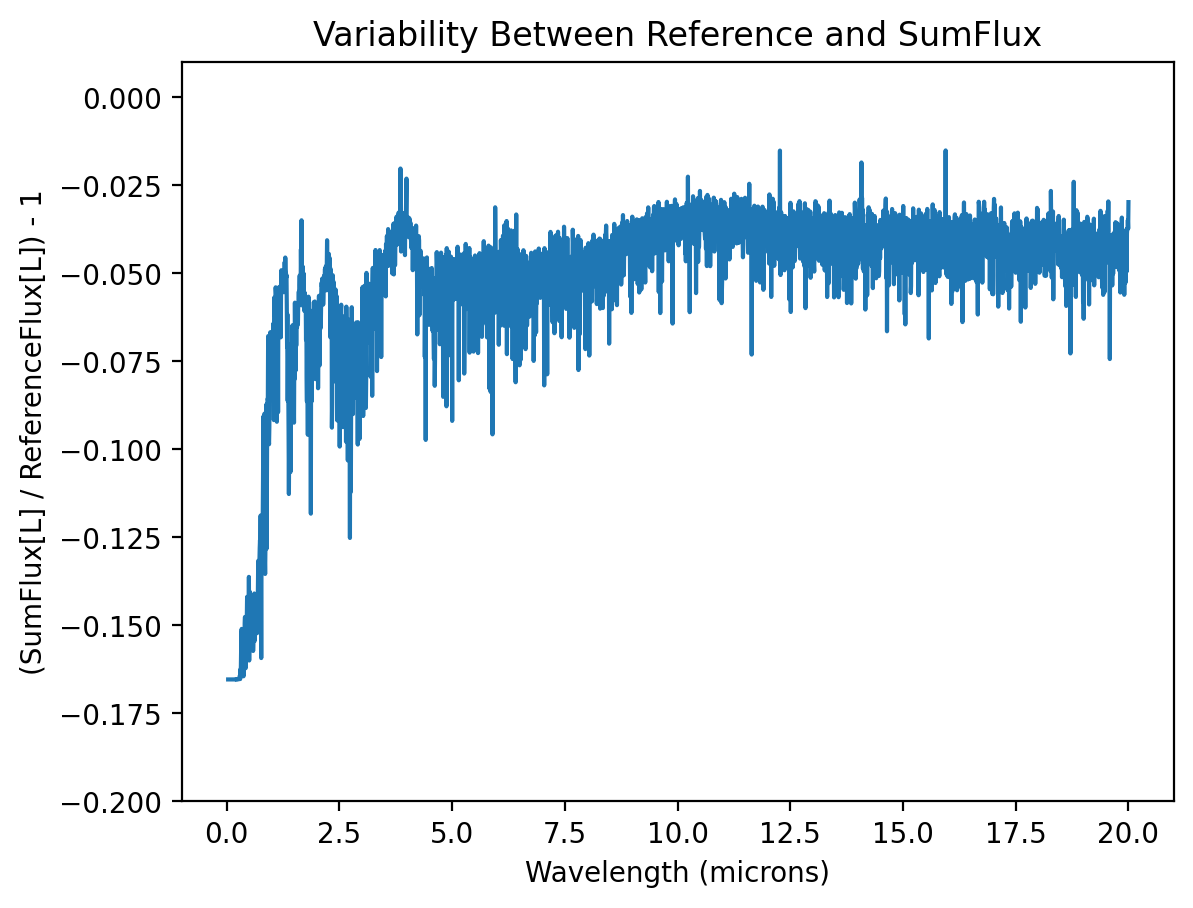 Variability Between Reference and SumFlux
(SumFlux[L] / ReferenceFlux[L]) - 1
0.000
−0.025
−0.050
−0.075
−0.100
−0.125
−0.150
−0.175
−0.200
0.0 2.5 5.0 7.5 10.0 12.5 15.0 17.5 20.0
Wavelength (microns)